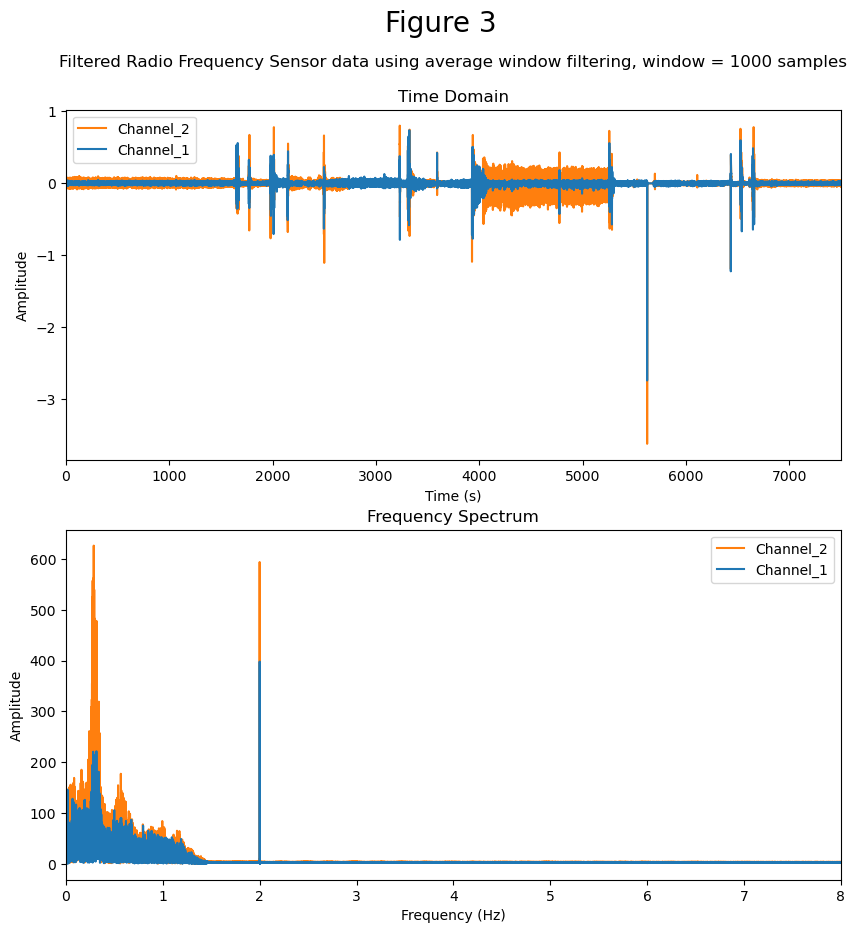 Figure 3
Filtered Radio Frequency Sensor data using average window filtering, window = 1000 samples
Time Domain
Channel_2
Channel_1
1
0
−1
−2
−3
Amplitude
0 1000 2000 3000 4000 5000 6000 7000
Time (s)
Frequency Spectrum
Channel_2
Channel_1
600
500
400
300
200
100
0
Amplitude
0 1 2 3 4 5 6 7 8
Frequency (Hz)